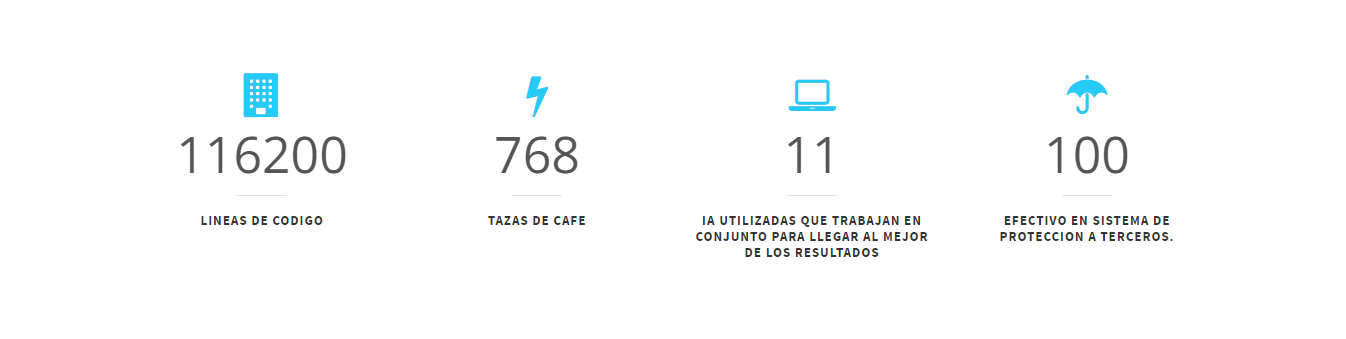 116200
LINEAS DE CODIGO
768
TAZAS DE CAFE
11
IA UTILIZADAS QUE TRABAJAN EN
CONJUNTO PARA LLEGAR AL MEJOR
DE LOS RESULTADOS
100
EFECTIVO EN SISTEMA DE
PROTECCION A TERCEROS.